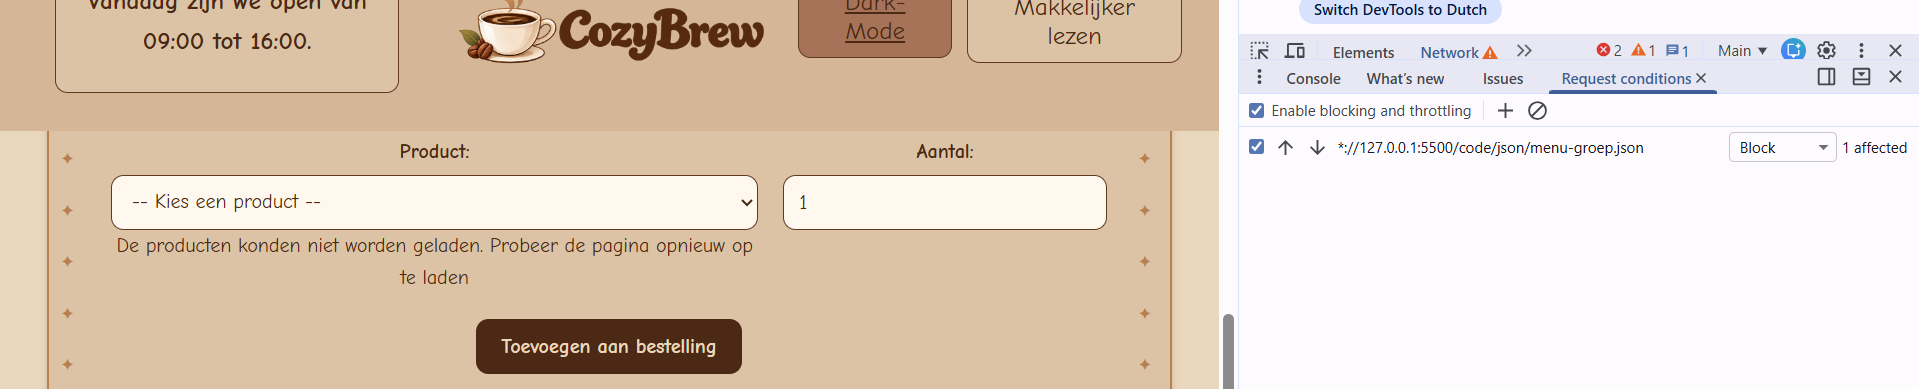 Vandaag zijn we open van
09:00 tot 16:00.
CozyBrew
Dark-
Mode
Makkelijker
lezen
Product:
Aantal:
-- Kies een product --
1
De producten konden niet worden geladen. Probeer de pagina opnieuw op
te laden
Toevoegen aan bestelling
Switch DevTools to Dutch
Elements
Network
2
1
1
Main
Console
What's new
Issues
Request conditions
Enable blocking and throttling
*://127.0.0.1:5500/code/json/menu-groep.json
Block
1 affected